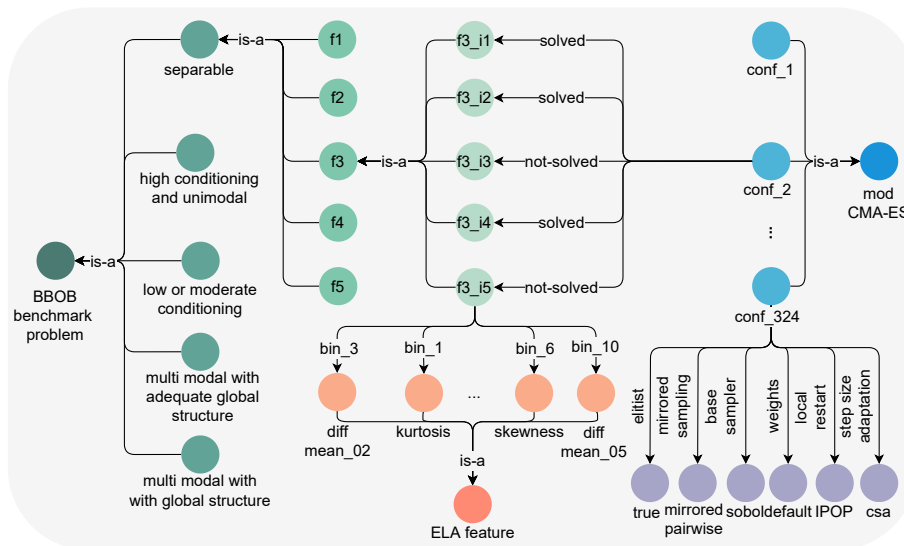 is-a
f1
f3_i1
solved
separable
conf_1
f2
f3_i2
solved
high conditioning
and unimodal
f3
is-a
f3_i3
not-solved
conf_2
is-a
mod
CMA-ES
f4
f3_i4
solved
...
is-a
BBOB
benchmark
problem
low or moderate
conditioning
f5
f3_i5
not-solved
conf_324
multi modal with
adequate global
structure
bin_3
bin_1
bin_6
bin_10
...
diff
mean_02
kurtosis
skewness
diff
mean_05
is-a
ELA feature
multi modal with
with global structure
elitist
mirrored
sampling
base
sampler
weights
local
restart
step size
adaptation
true
mirrored
pairwise
sobol
default
IPOP
csa